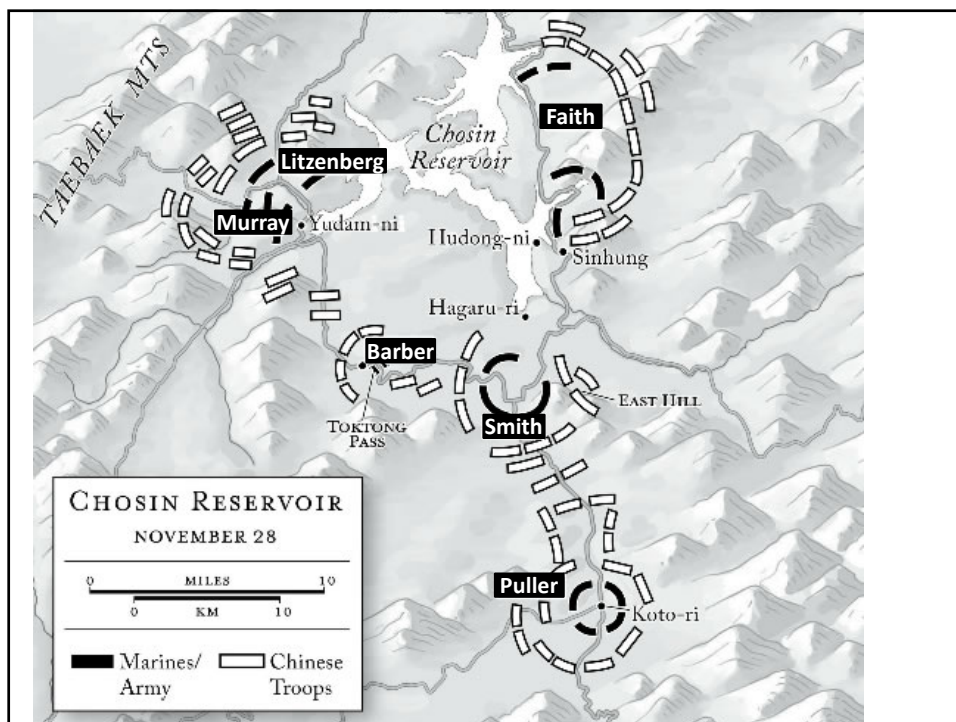 TAEBAEK MTS
Chosin
Reservoir
Faith
Litzenberg
Murray
Yudam-ni
Hudong-ni
Sinhung
Hagaru-ri
Barber
TOKTONG
PASS
EAST HILL
Smith
Puller
Koto-ri
CHOSIN RESERVOIR
NOVEMBER 28
0 MILES 10
0 KM 10
Marines/
Army
Chinese
Troops